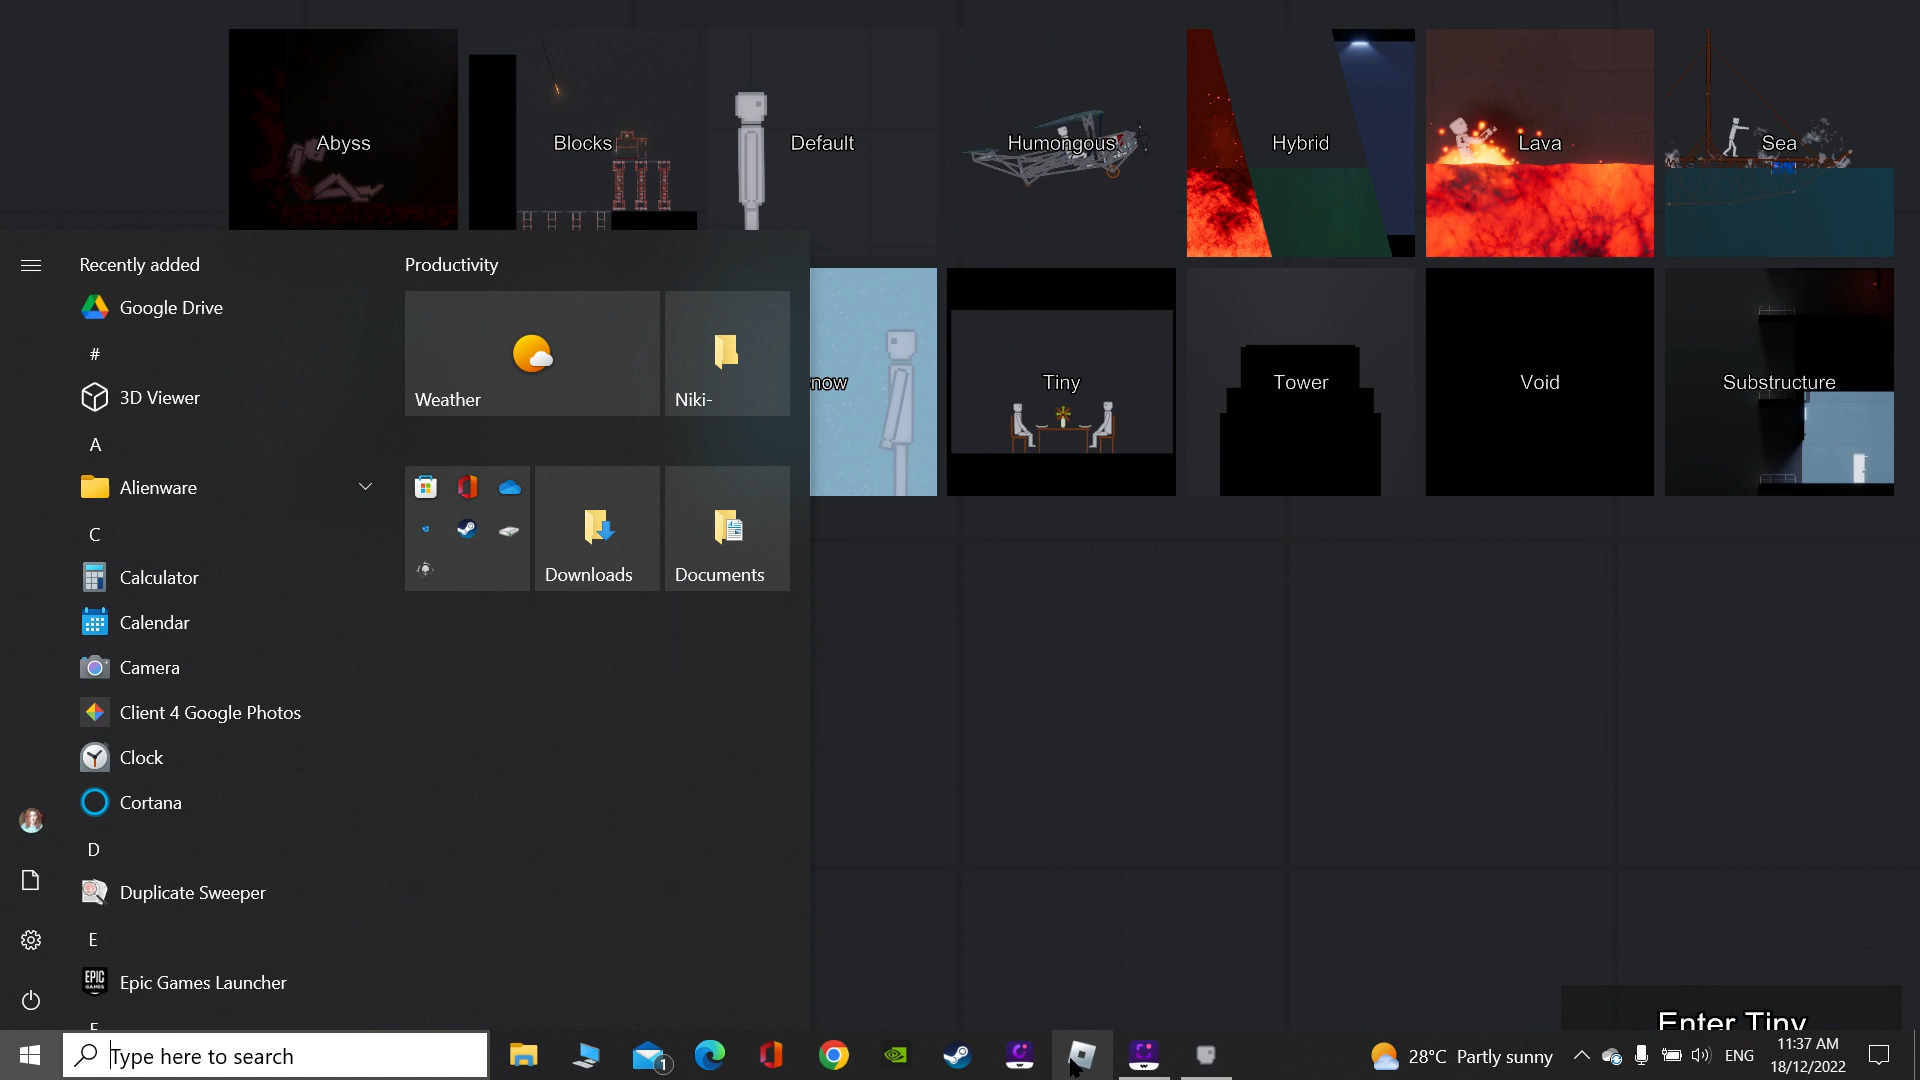 Abyss
Blocks
Default
Humongous
Hybrid
Lava
Sea
now
Tiny
Tower
Void
Substructure
Enter Tiny
Recently added
Google Drive
#
3D Viewer
A
Alienware
C
Calculator
Calendar
Camera
Client 4 Google Photos
Clock
Cortana
D
Duplicate Sweeper
E
EPIC
GAMES
Epic Games Launcher
Productivity
Weather
Niki-
Downloads
Documents
Type here to search
1
28°C Partly sunny
ENG
11:37 AM
18/12/2022